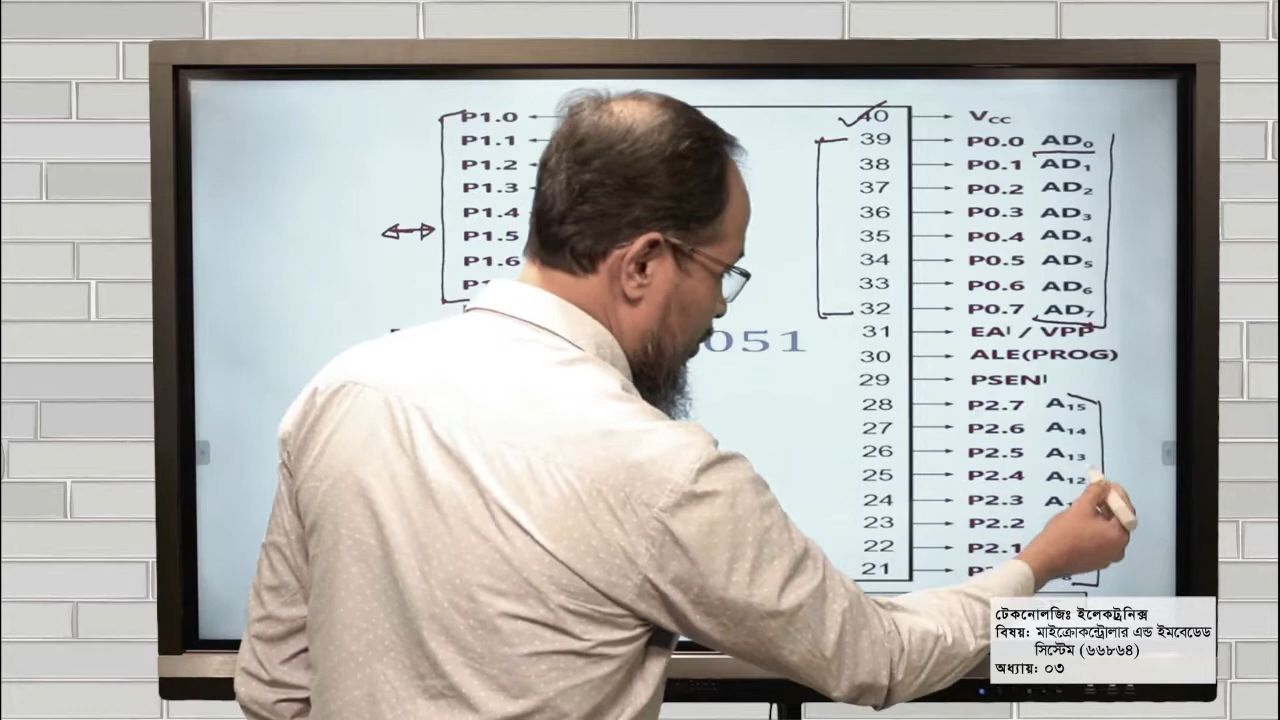 P1.0
P1.1
P1.2
P1.3
P1.4
P1.5
P1.6
051
40 VCC
39 P0.0 AD0
38 P0.1 AD1
37 P0.2 AD2
36 P0.3 AD3
35 P0.4 AD4
34 P0.5 AD5
33 P0.6 AD6
32 P0.7 AD7
31 EA| / VPP
30 ALE(PROG)
29 PSEN|
28 P2.7 A15
27 P2.6 A14
26 P2.5 A13
25 P2.4 A12
24 P2.3
23 P2.2
22 P2.1
21
টেকনোলজিঃ ইলেকট্রনিক্স
বিষয়: মাইক্রোকন্ট্রোলার এন্ড ইমবেডেড
সিস্টেম (৬৬৮৬৪)
অধ্যায়: ০৩